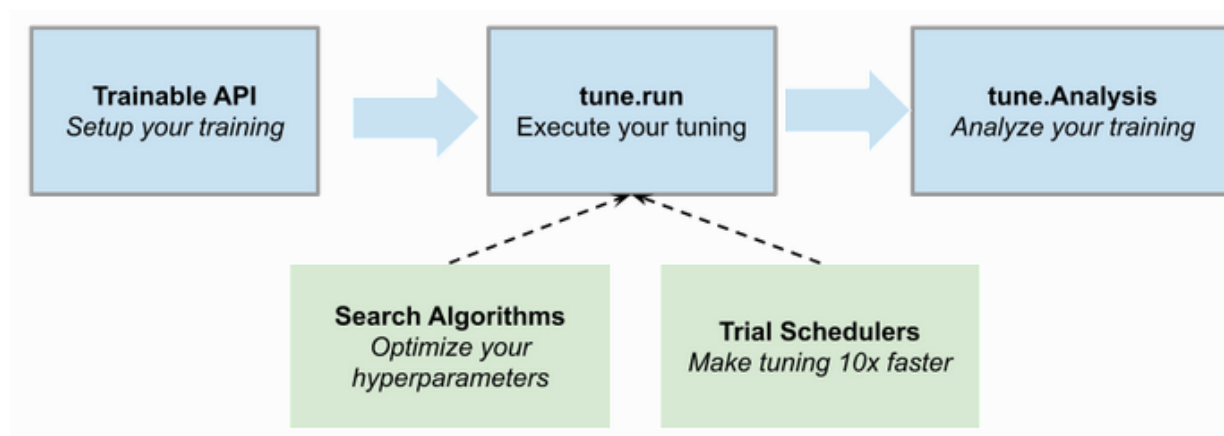 Trainable API
Setup your training
tune.run
Execute your tuning
tune.Analysis
Analyze your training
Search Algorithms
Optimize your
hyperparameters
Trial Schedulers
Make tuning 10x faster